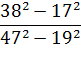 38² − 17²
47² − 19²